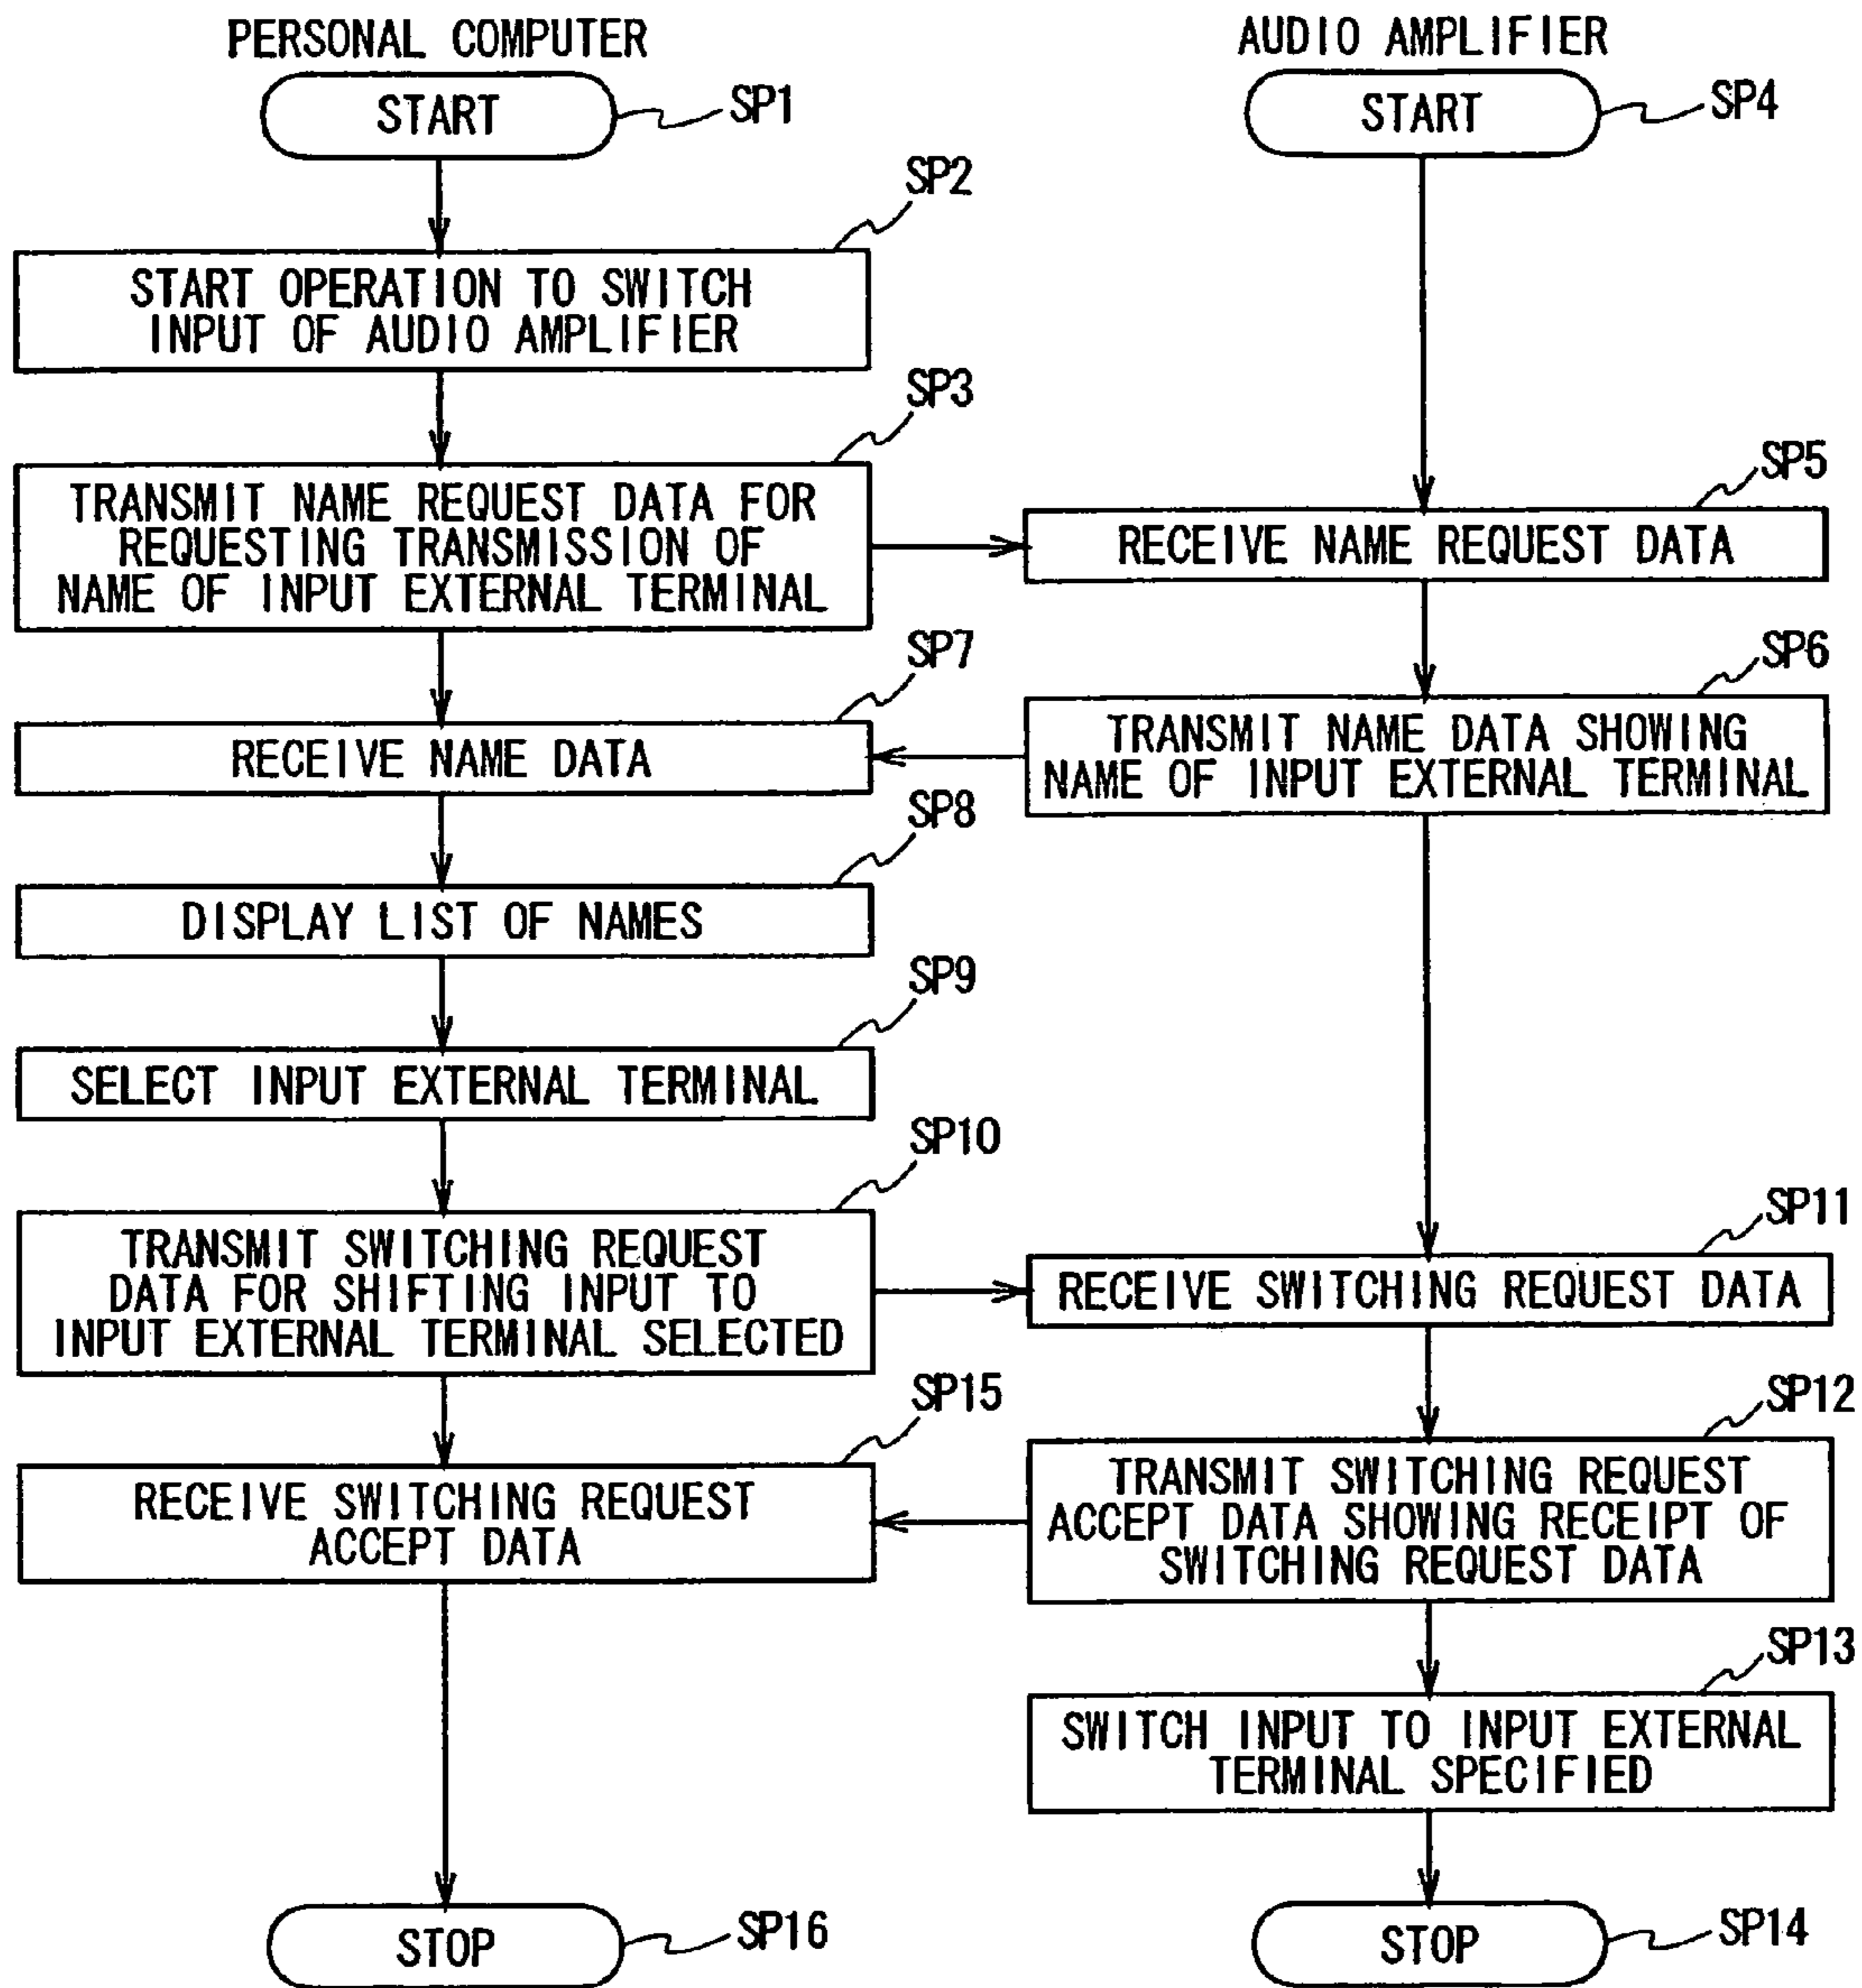 PERSONAL COMPUTER
START
SP1
SP2
START OPERATION TO SWITCH
INPUT OF AUDIO AMPLIFIER
SP3
TRANSMIT NAME REQUEST DATA FOR
REQUESTING TRANSMISSION OF
NAME OF INPUT EXTERNAL TERMINAL
SP7
RECEIVE NAME DATA
SP8
DISPLAY LIST OF NAMES
SP9
SELECT INPUT EXTERNAL TERMINAL
SP10
TRANSMIT SWITCHING REQUEST
DATA FOR SHIFTING INPUT TO
INPUT EXTERNAL TERMINAL SELECTED
SP15
RECEIVE SWITCHING REQUEST
ACCEPT DATA
STOP
SP16
AUDIO AMPLIFIER
START
SP4
SP5
RECEIVE NAME REQUEST DATA
SP6
TRANSMIT NAME DATA SHOWING
NAME OF INPUT EXTERNAL TERMINAL
SP11
RECEIVE SWITCHING REQUEST DATA
SP12
TRANSMIT SWITCHING REQUEST
ACCEPT DATA SHOWING RECEIPT OF
SWITCHING REQUEST DATA
SP13
SWITCH INPUT TO INPUT EXTERNAL
TERMINAL SPECIFIED
STOP
SP14